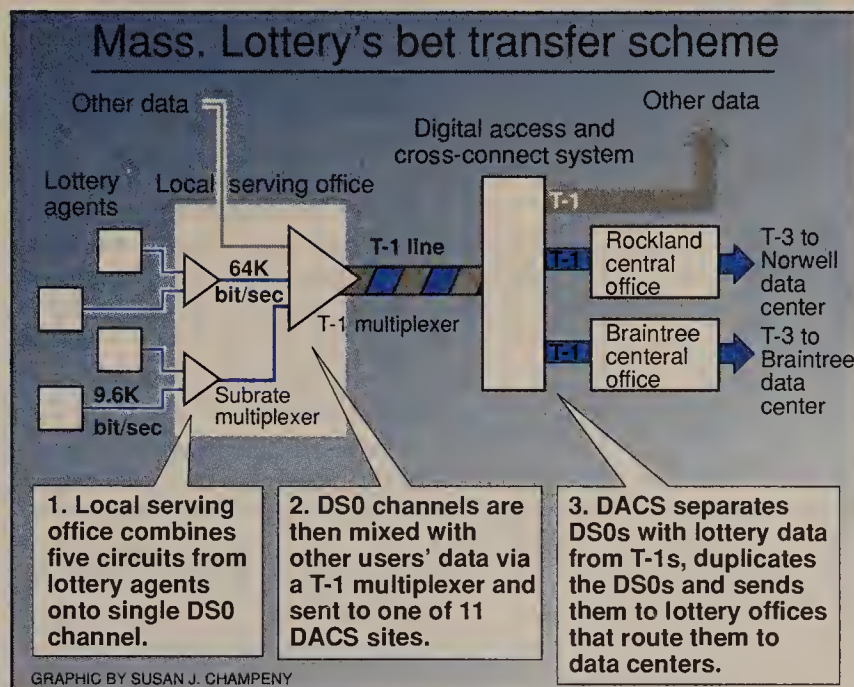 Mass. Lottery's bet transfer scheme
Other data
Other data
Digital access and
cross-connect system
Lottery
agents
Local serving office
T-1
64K
bit/sec
T-1 line
T-1 multiplexer
T-1
Rockland
central
office
T-3 to
Norwell
data
center
9.6K
bit/sec
Subrate
multiplexer
T-1
Braintree
centeral
office
T-3 to
Braintree
data
center
1. Local serving
office combines
five circuits from
lottery agents
onto single DS0
channel.
2. DS0 channels are
then mixed with
other users' data via
a T-1 multiplexer and
sent to one of 11
DACS sites.
3. DACS separates
DS0s with lottery data
from T-1s, duplicates
the DS0s and sends
them to lottery offices
that route them to
data centers.
GRAPHIC BY SUSAN J. CHAMPENY